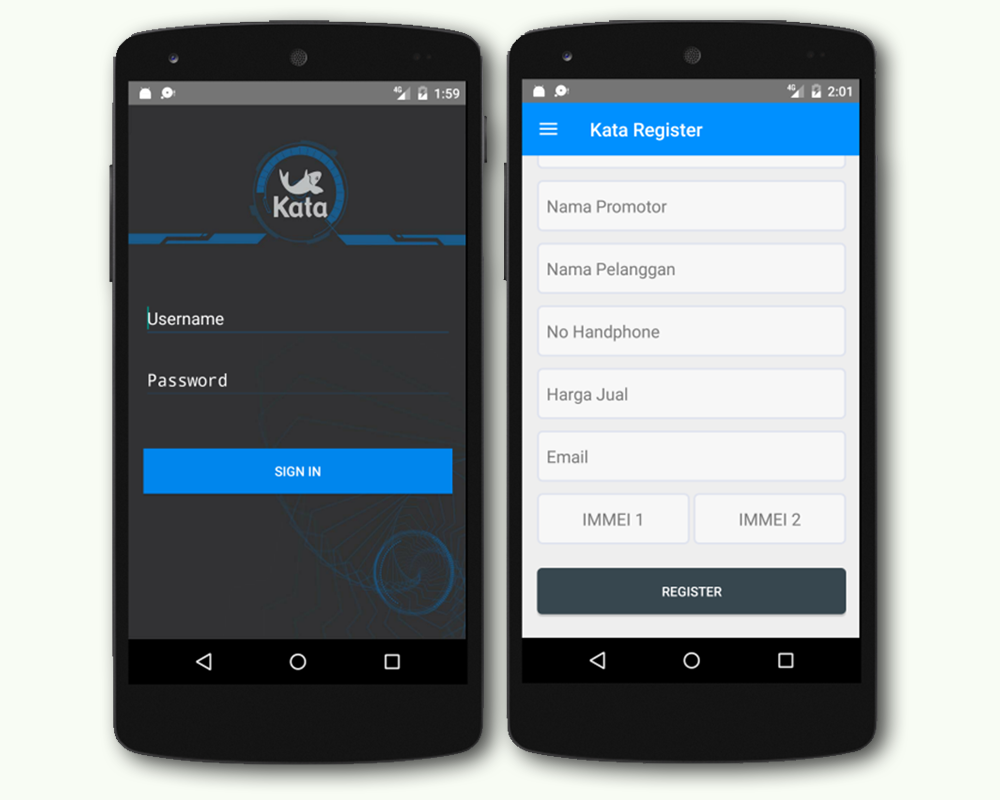 4G 1:59
Kata
Username
Password
SIGN IN
4G 2:01
Kata Register
Nama Promotor
Nama Pelanggan
No Handphone
Harga Jual
Email
IMMEI 1 IMMEI 2
REGISTER